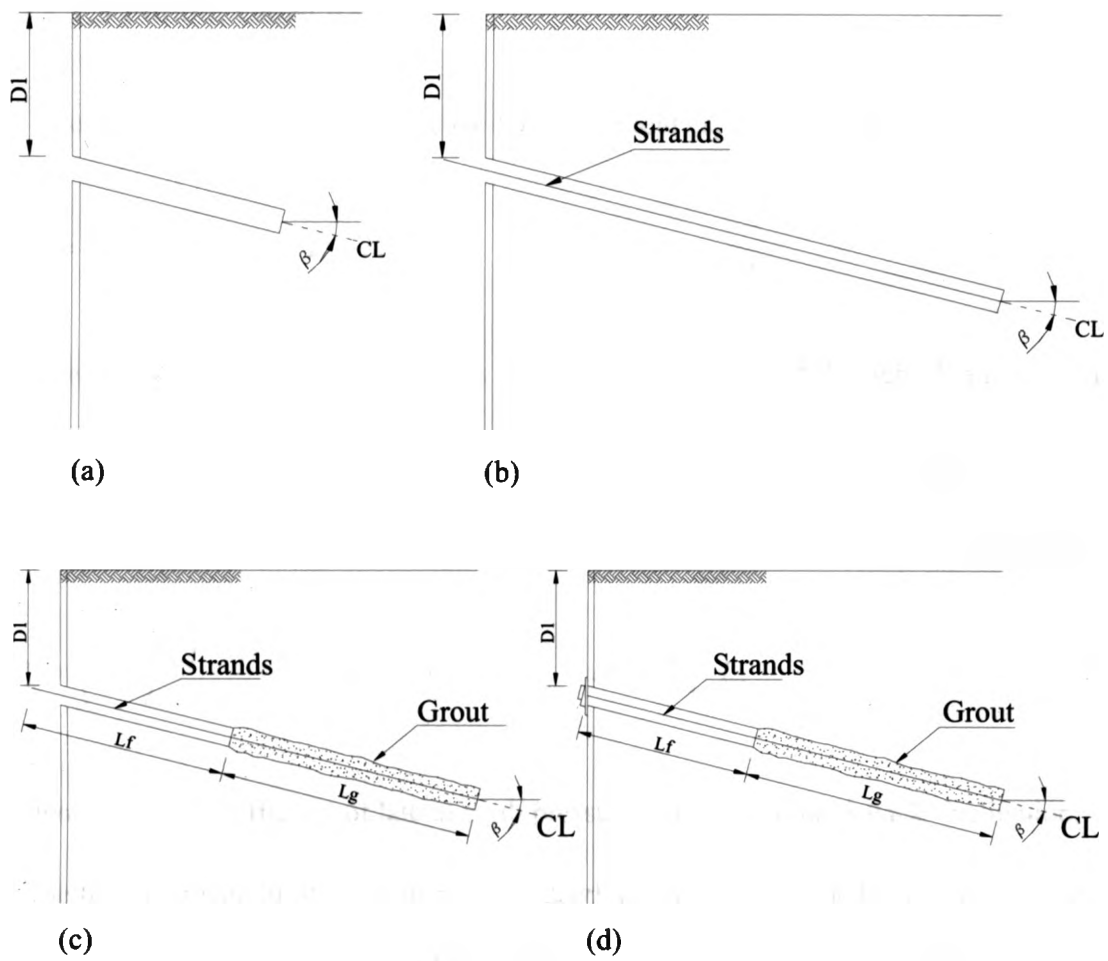 D1
β
CL
(a)
D1
Strands
β
CL
(b)
D1
Strands
Grout
Lf
Lg
β
CL
(c)
D1
Strands
Grout
Lf
Lg
β
CL
(d)